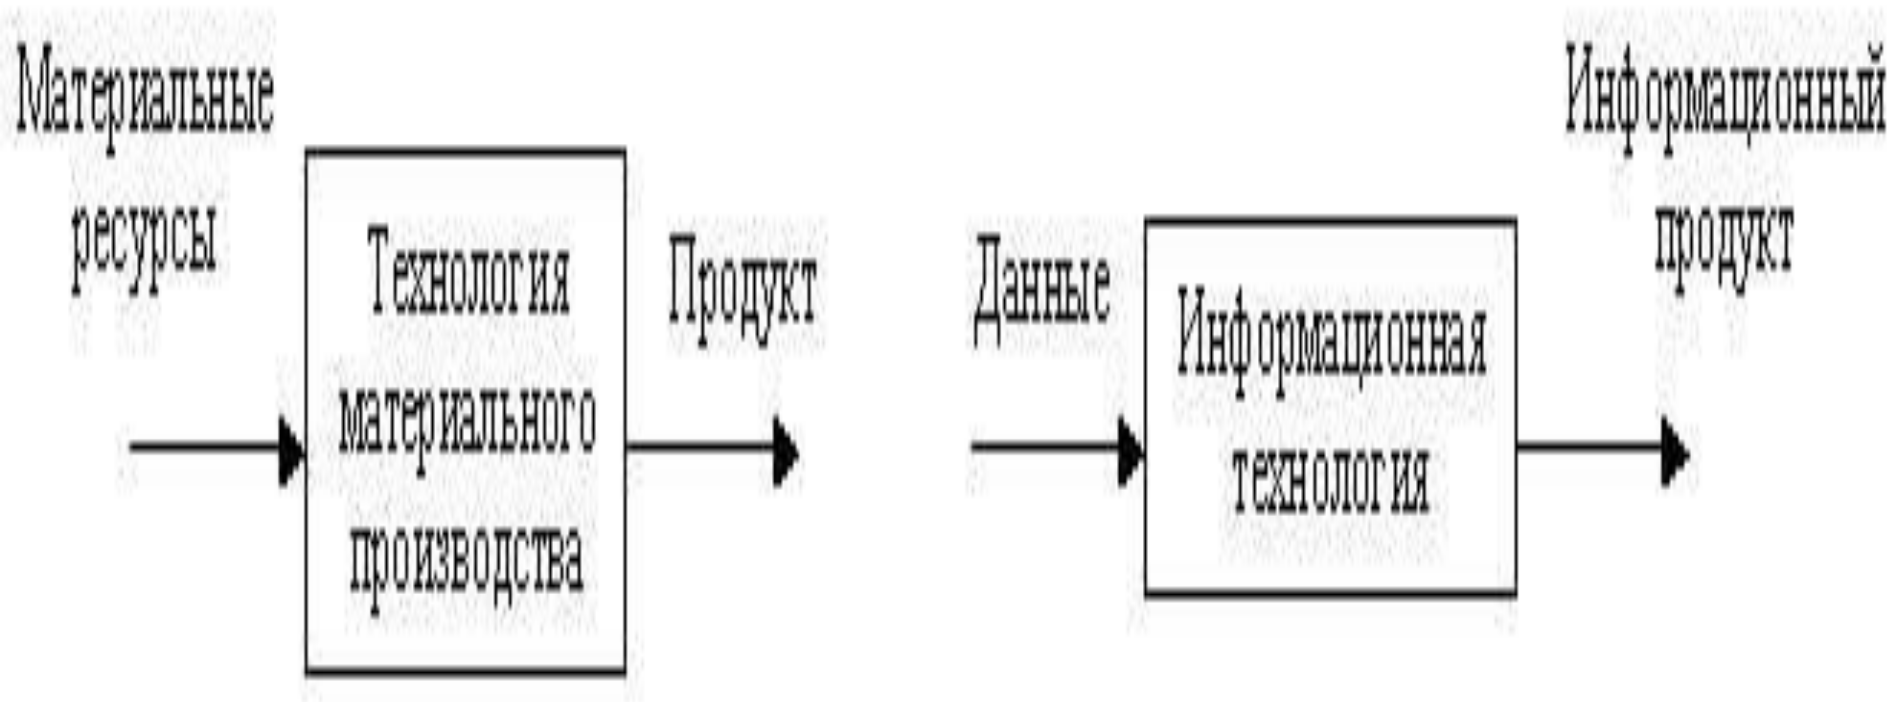 Материальные
ресурсы
Технология
материального
производства
Продукт
Данные
Информационная
технология
Информационный
продукт